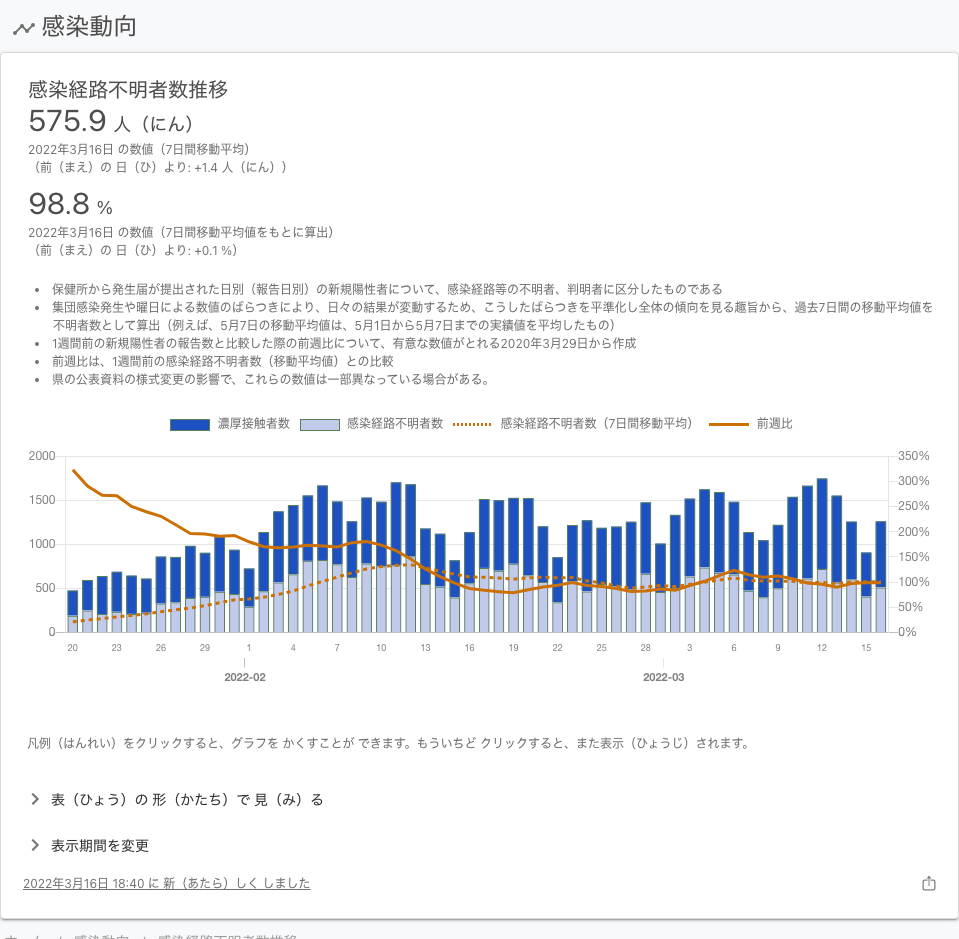 感染動向
感染経路不明者数推移
575.9 人（にん）
2022年3月16日 の数値（7日間移動平均）
（前（まえ）の 日（ひ）より: +1.4 人（にん））
98.8 %
2022年3月16日 の数値（7日間移動平均値をもとに算出）
（前（まえ）の 日（ひ）より: +0.1 %）
• 保健所から発生届が提出された日別（報告日別）の新規陽性者について、感染経路等の不明者、判明者に区分したものである
• 集団感染発生や曜日による数値のばらつきにより、日々の結果が変動するため、こうしたばらつきを平準化し全体の傾向を見る趣旨から、過去7日間の移動平均値を
不明者数として算出（例えば、5月7日の移動平均値は、5月1日から5月7日までの実績値を平均したもの）
• 1週間前の新規陽性者の報告数と比較した際の前週比について、有意な数値がとれる2020年3月29日から作成
• 前週比は、1週間前の感染経路不明者数（移動平均値）との比較
• 県の公表資料の様式変更の影響で、これらの数値は一部異なっている場合がある。
濃厚接触者数 感染経路不明者数 感染経路不明者数（7日間移動平均） 前週比
2000 350%
300%
1500 250%
200%
1000 150%
500 100%
50%
0 0%
20 23 26 29 1 4 7 10 13 16 19 22 25 28 3 6 9 12 15
2022-02 2022-03
凡例（はんれい）をクリックすると、グラフを かくすことが できます。もういちど クリックすると、また表示（ひょうじ）されます。
表（ひょう）の 形（かたち）で 見（み）る
表示期間を変更
2022年3月16日 18:40 に 新（あたら）しく しました